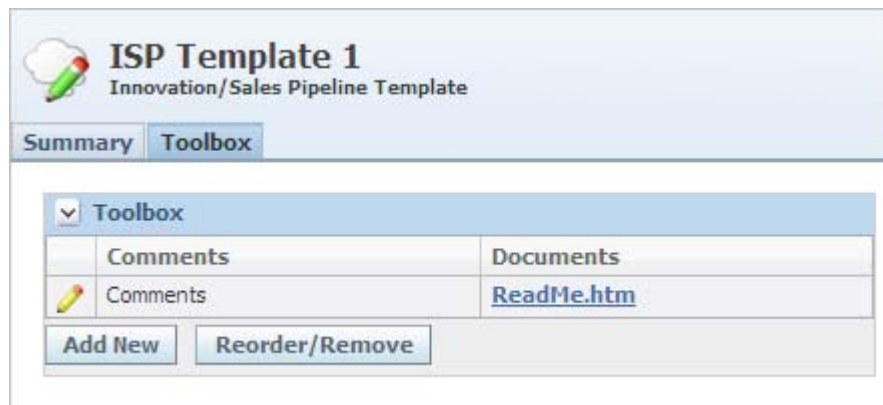 ISP Template 1
Innovation/Sales Pipeline Template
Summary Toolbox
Toolbox
Comments Documents
Comments ReadMe.htm
Add New Reorder/Remove